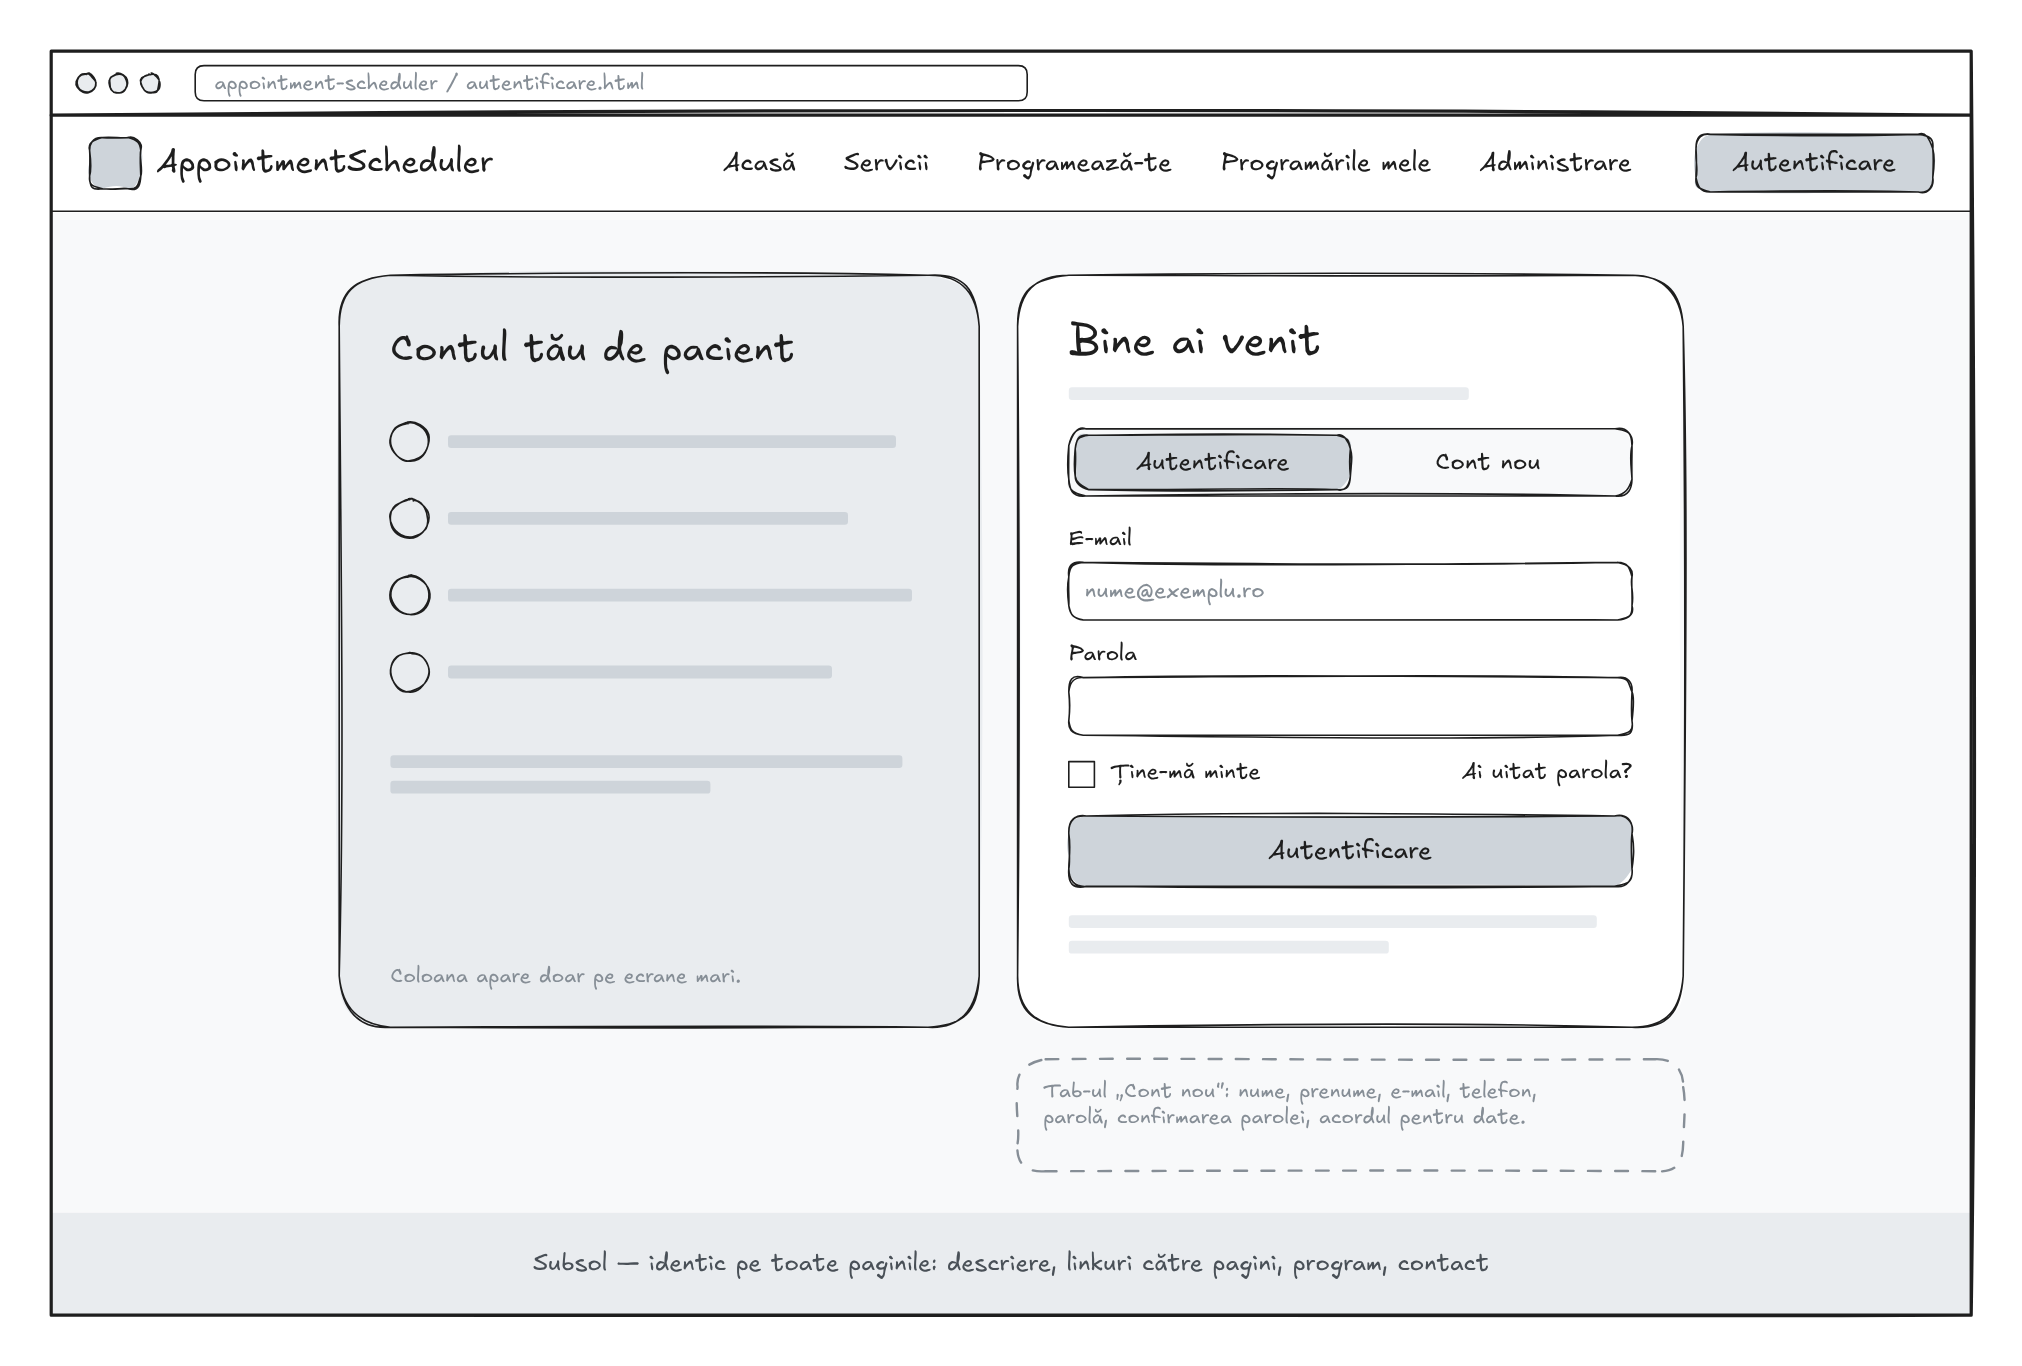 appointment-scheduler / autentificare.html
AppointmentScheduler
Acasă
Servicii
Programează-te
Programările mele
Administrare
Autentificare
Contul tău de pacient
Coloana apare doar pe ecrane mari.
Bine ai venit
Autentificare
Cont nou
E-mail
nume@exemplu.ro
Parola
Ține-mă minte
Ai uitat parola?
Autentificare
Tab-ul „Cont nou”: nume, prenume, e-mail, telefon,
parolă, confirmarea parolei, acordul pentru date.
Subsol — identic pe toate paginile: descriere, linkuri către pagini, program, contact